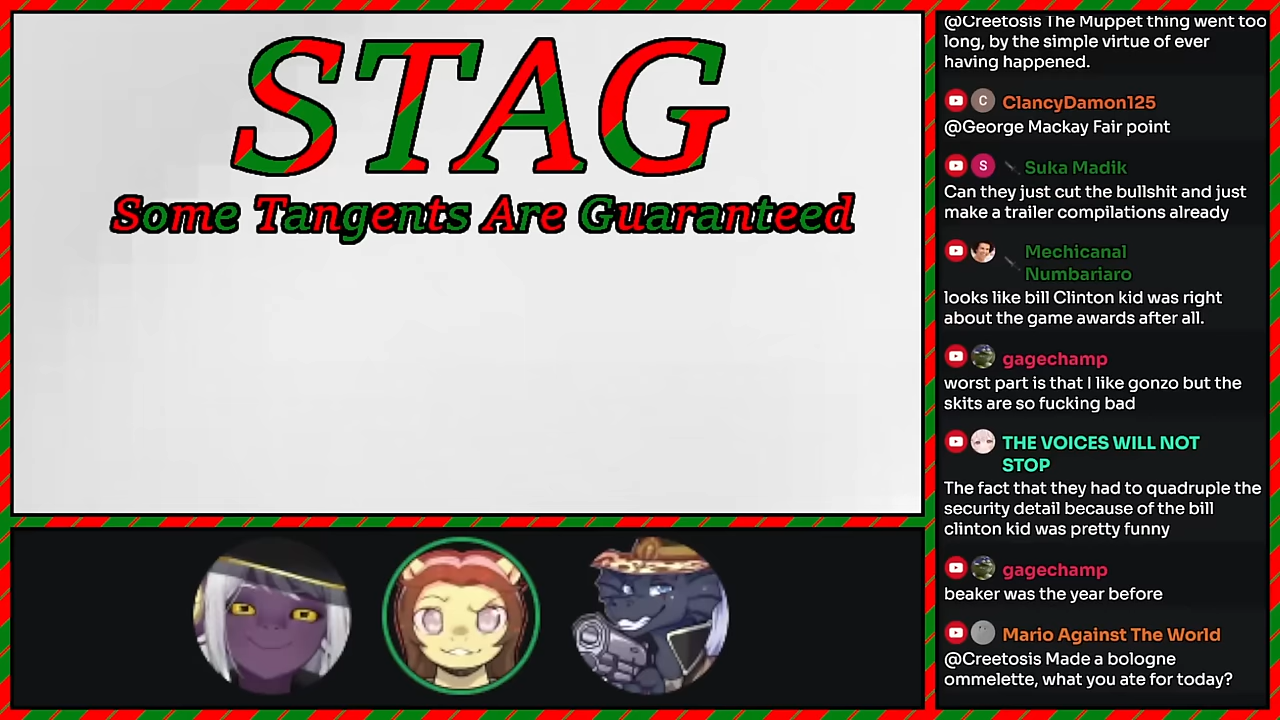 STAG
Some Tangents Are Guaranteed
@Creetosis The Muppet thing went too
long, by the simple virtue of ever
having happened.
C ClancyDamon125
@George Mackay Fair point
S Suka Madik
Can they just cut the bullshit and just
make a trailer compilations already
Mechicanal
Numbariaro
looks like bill Clinton kid was right
about the game awards after all.
gagechamp
worst part is that I like gonzo but the
skits are so fucking bad
THE VOICES WILL NOT
STOP
The fact that they had to quadruple the
security detail because of the bill
clinton kid was pretty funny
gagechamp
beaker was the year before
Mario Against The World
@Creetosis Made a bologne
ommelette, what you ate for today?